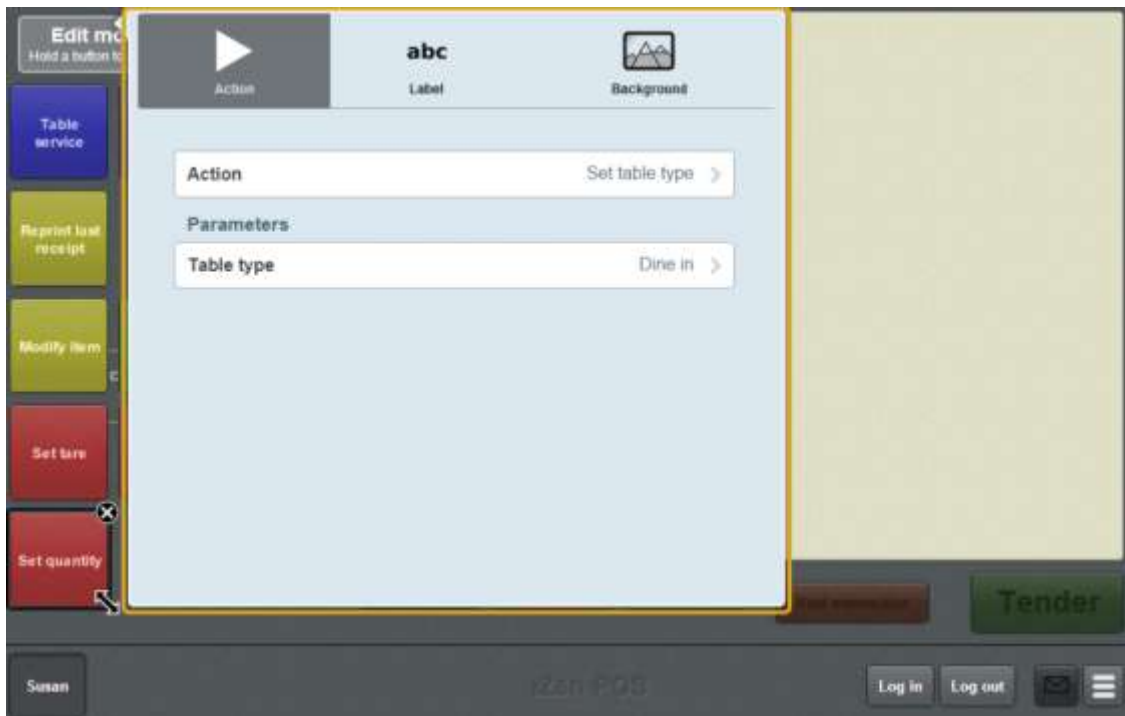 Edit mo
Hold a button to
abc
Action
Label
Background
Table
service
Action
Set table type
Parameters
Reprint last
receipt
Table type
Dine in
Modify item
Set tare
Set quantity
Tender
Susan
Log in
Log out